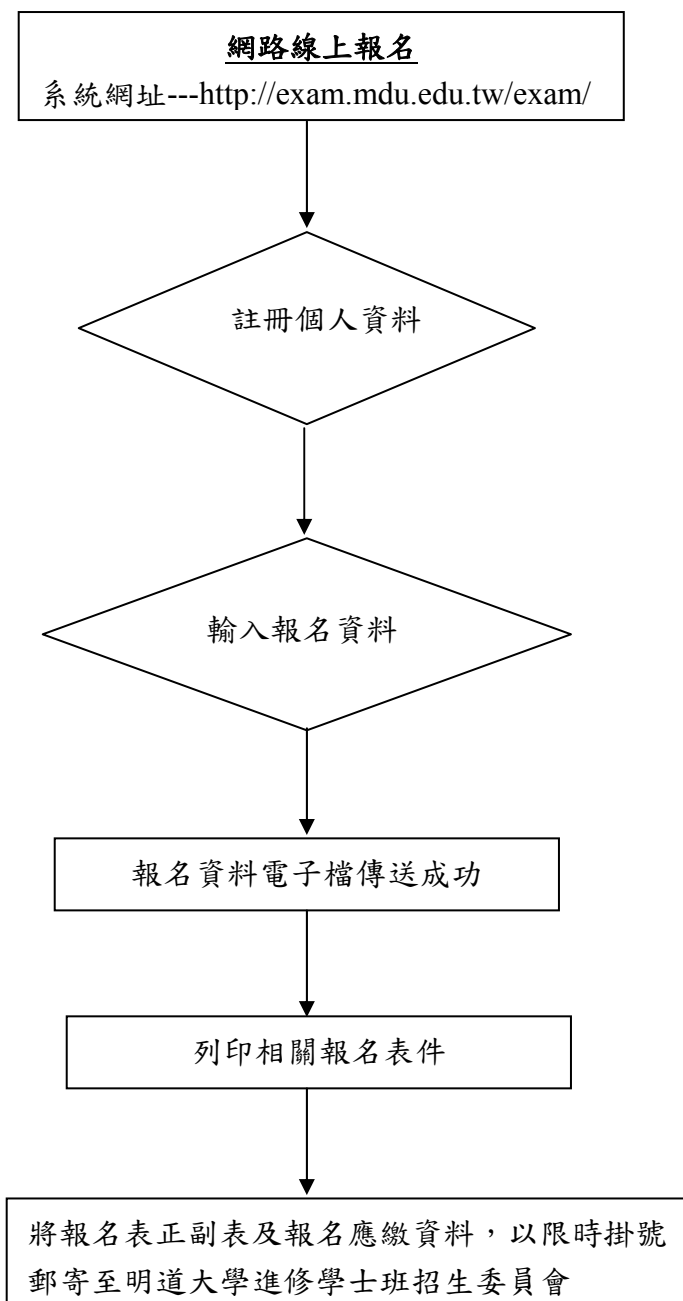 網路線上報名
系統網址---http://exam.mdu.edu.tw/exam/
註冊個人資料
輸入報名資料
報名資料電子檔傳送成功
列印相關報名表件
將報名表正副表及報名應繳資料，以限時掛號
郵寄至明道大學進修學士班招生委員會